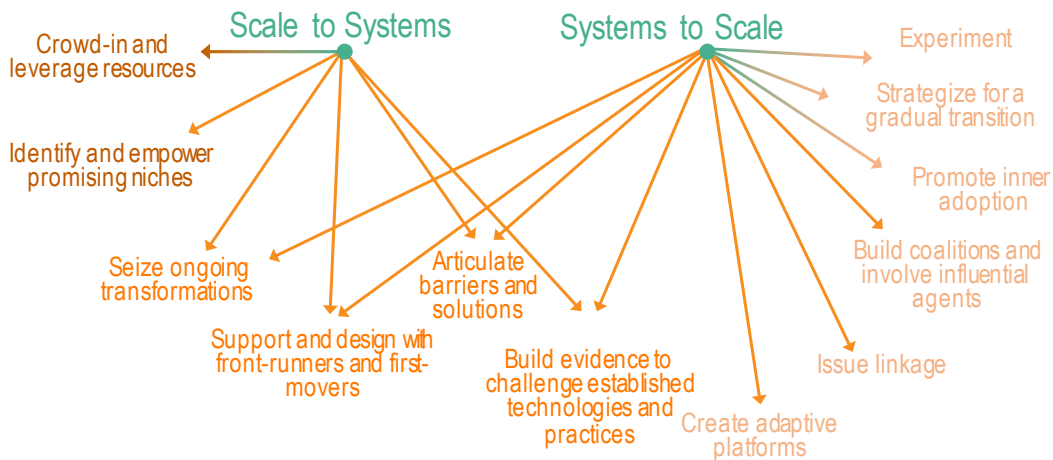 Scale to Systems
Systems to Scale
Crowd-in and
leverage resources
Identify and empower
promising niches
Seize ongoing
transformations
Support and design with
front-runners and first-
movers
Articulate
barriers and
solutions
Build evidence to
challenge established
technologies and
practices
Create adaptive
platforms
Issue linkage
Build coalitions and
involve influential
agents
Promote inner
adoption
Strategize for a
gradual transition
Experiment